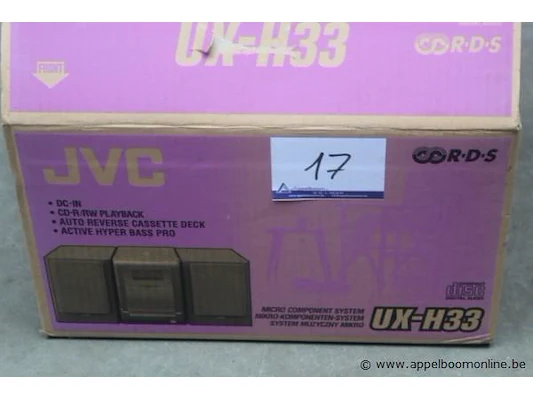 UX-H33
R·D·S
FRONT
JVC
17
R·D·S
• DC-IN
• CD-R/RW PLAYBACK
• AUTO REVERSE CASSETTE DECK
• ACTIVE HYPER BASS PRO
disc
DIGITAL AUDIO
MICRO COMPONENT SYSTEM
MIKRO-KOMPONENTEN-SYSTEM
SYSTEM MUZYCZNY MIKRO
UX-H33
© www.appelboomonline.be